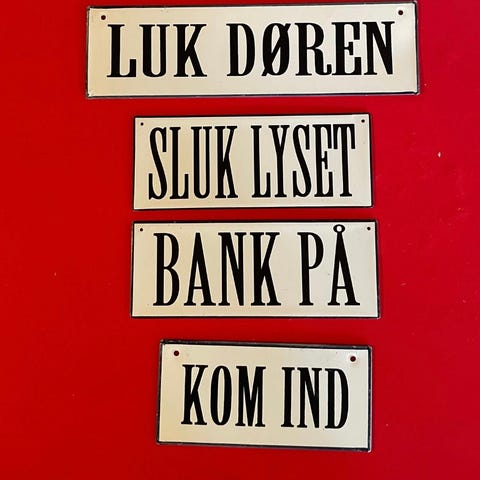 LUK DØREN
SLUK LYSET
BANK PÅ
KOM IND